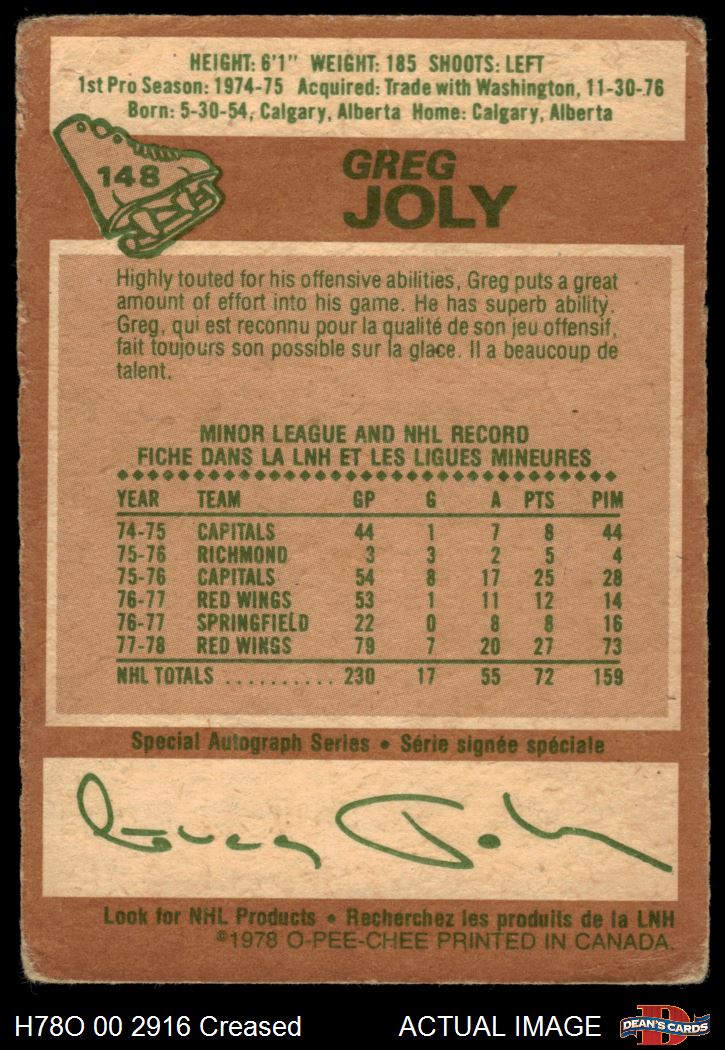 HEIGHT: 6'1" WEIGHT: 185 SHOOTS: LEFT
1st Pro Season: 1974-75 Acquired: Trade with Washington, 11-30-76
Born: 5-30-54, Calgary, Alberta Home: Calgary, Alberta
148
GREG
JOLY
Highly touted for his offensive abilities, Greg puts a great
amount of effort into his game. He has superb ability.
Greg, qui est reconnu pour la qualité de son jeu offensif,
fait toujours son possible sur la glace. Il a beaucoup de
talent.
MINOR LEAGUE AND NHL RECORD
FICHE DANS LA LNH ET LES LIGUES MINEURES
YEAR TEAM GP G A PTS PIM
74-75 CAPITALS 44 1 7 8 44
75-76 RICHMOND 3 3 2 5 4
75-76 CAPITALS 54 8 17 25 28
76-77 RED WINGS 53 1 11 12 14
76-77 SPRINGFIELD 22 0 8 8 16
77-78 RED WINGS 79 7 20 27 73
NHL TOTALS .......... 230 17 55 72 159
Special Autograph Series • Série signée spéciale
Greg Joly
Look for NHL Products • Recherchez les produits de la LNH
©1978 O-PEE-CHEE PRINTED IN CANADA.
H78O 00 2916 Creased ACTUAL IMAGE
D
DEAN'S CARDS